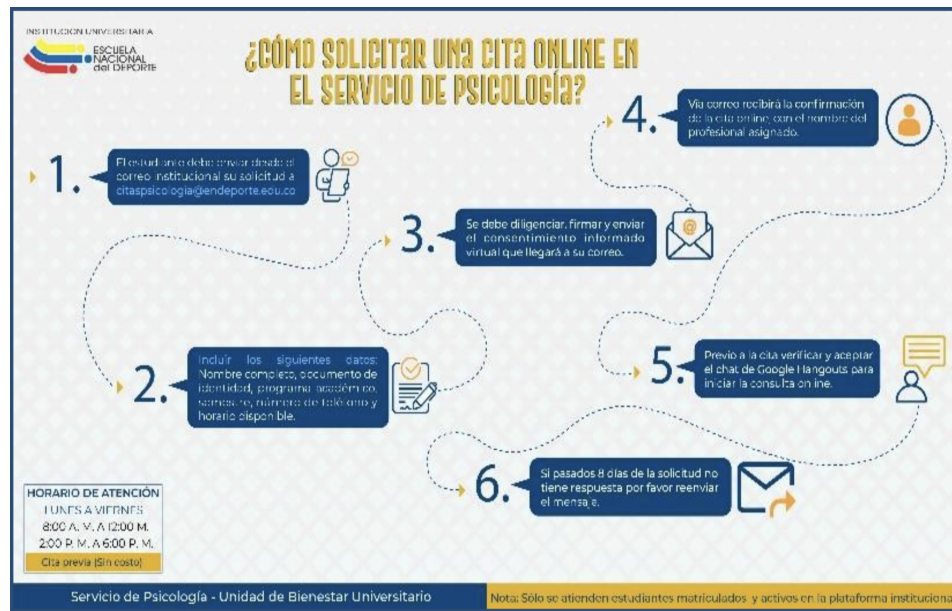 INSTITUCIÓN UNIVERSITARIA
ESCUELA
NACIONAL
del DEPORTE
¿CÓMO SOLICITAR UNA CITA ONLINE EN
EL SERVICIO DE PSICOLOGÍA?
1.
El estudiante debe enviar desde el
correo institucional su solicitud a
citaspsicologia@endeporte.edu.co
2.
Incluir los siguientes datos:
Nombre completo, documento de
identidad, programa académico,
semestre, número de teléfono y
horario disponible.
3.
Se debe diligenciar, firmar y enviar
el consentimiento informado
virtual que llegará a su correo.
4.
Vía correo recibirá la confirmación
de la cita online, con el nombre del
profesional asignado.
5.
Previo a la cita verificar y aceptar
el chat de Google Hangouts para
iniciar la consulta online.
6.
Si pasados 8 días de la solicitud no
tiene respuesta por favor reenviar
el mensaje.
HORARIO DE ATENCIÓN
LUNES A VIERNES
8:00 A. M. A 12:00 M.
2:00 P. M. A 6:00 P. M.
Cita previa (Sin costo)
Servicio de Psicología - Unidad de Bienestar Universitario
Nota: Sólo se atienden estudiantes matriculados y activos en la plataforma